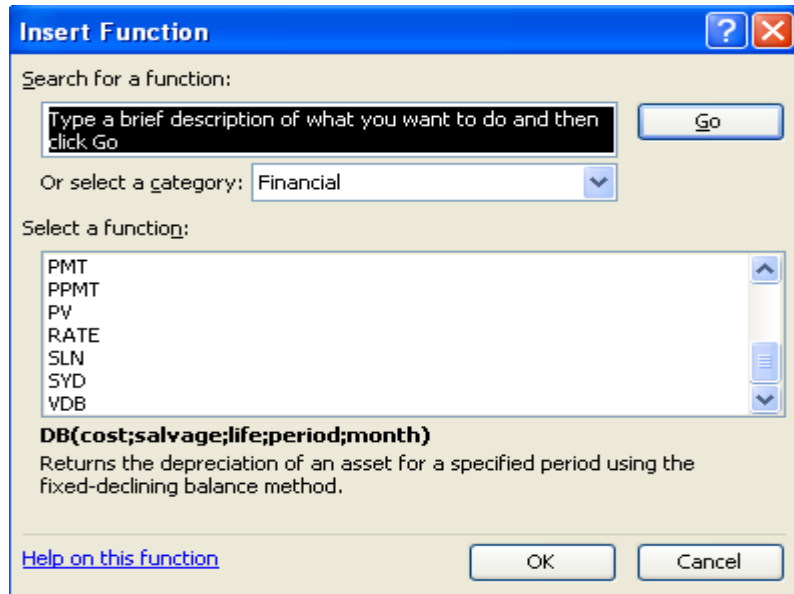 Insert Function
Search for a function:
Type a brief description of what you want to do and then
click Go
Go
Or select a category: Financial
Select a function:
PMT
PPMT
PV
RATE
SLN
SYD
VDB
DB(cost;salvage;life;period;month)
Returns the depreciation of an asset for a specified period using the
fixed-declining balance method.
Help on this function
OK
Cancel